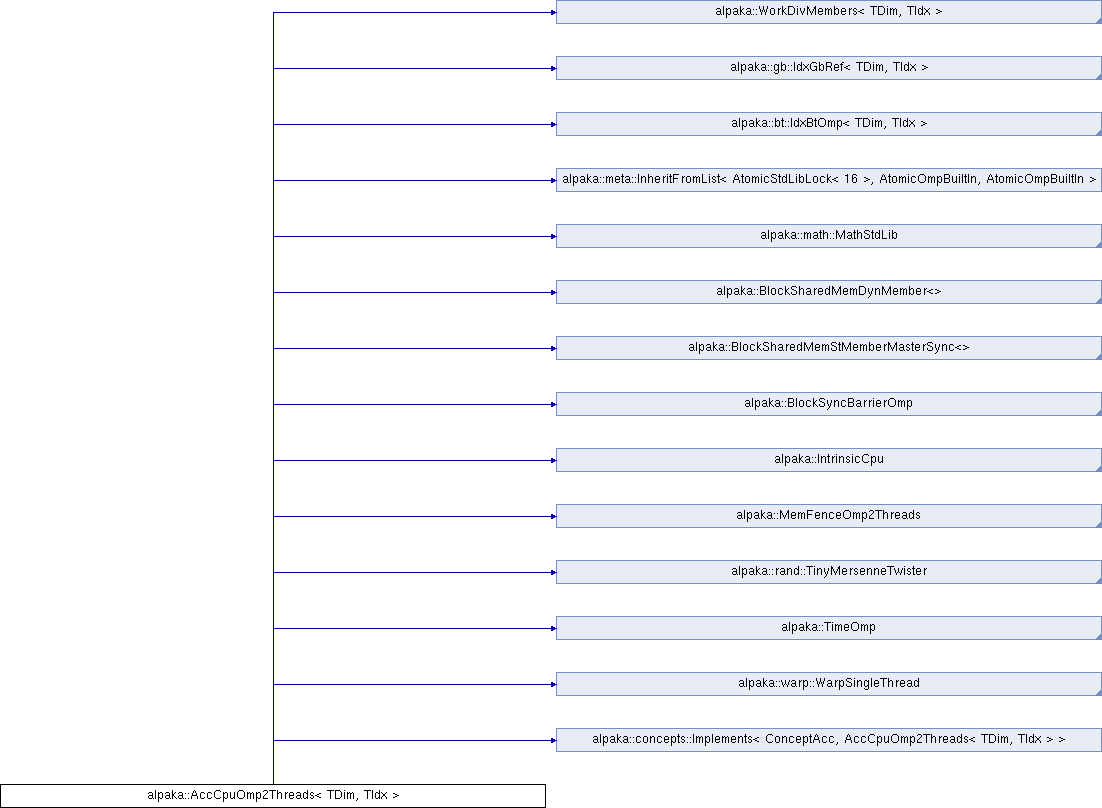 alpaka::WorkDivMembers< TDim, TIdx >
alpaka::gb::IdxGbRef< TDim, TIdx >
alpaka::bt::IdxBtOmp< TDim, TIdx >
alpaka::meta::InheritFromList< AtomicStdLibLock< 16 >, AtomicOmpBuiltIn, AtomicOmpBuiltIn >
alpaka::math::MathStdLib
alpaka::BlockSharedMemDynMember<>
alpaka::BlockSharedMemStMemberMasterSync<>
alpaka::BlockSyncBarrierOmp
alpaka::IntrinsicCpu
alpaka::MemFenceOmp2Threads
alpaka::rand::TinyMersenneTwister
alpaka::TimeOmp
alpaka::warp::WarpSingleThread
alpaka::concepts::Implements< ConceptAcc, AccCpuOmp2Threads< TDim, TIdx > >
alpaka::AccCpuOmp2Threads< TDim, TIdx >